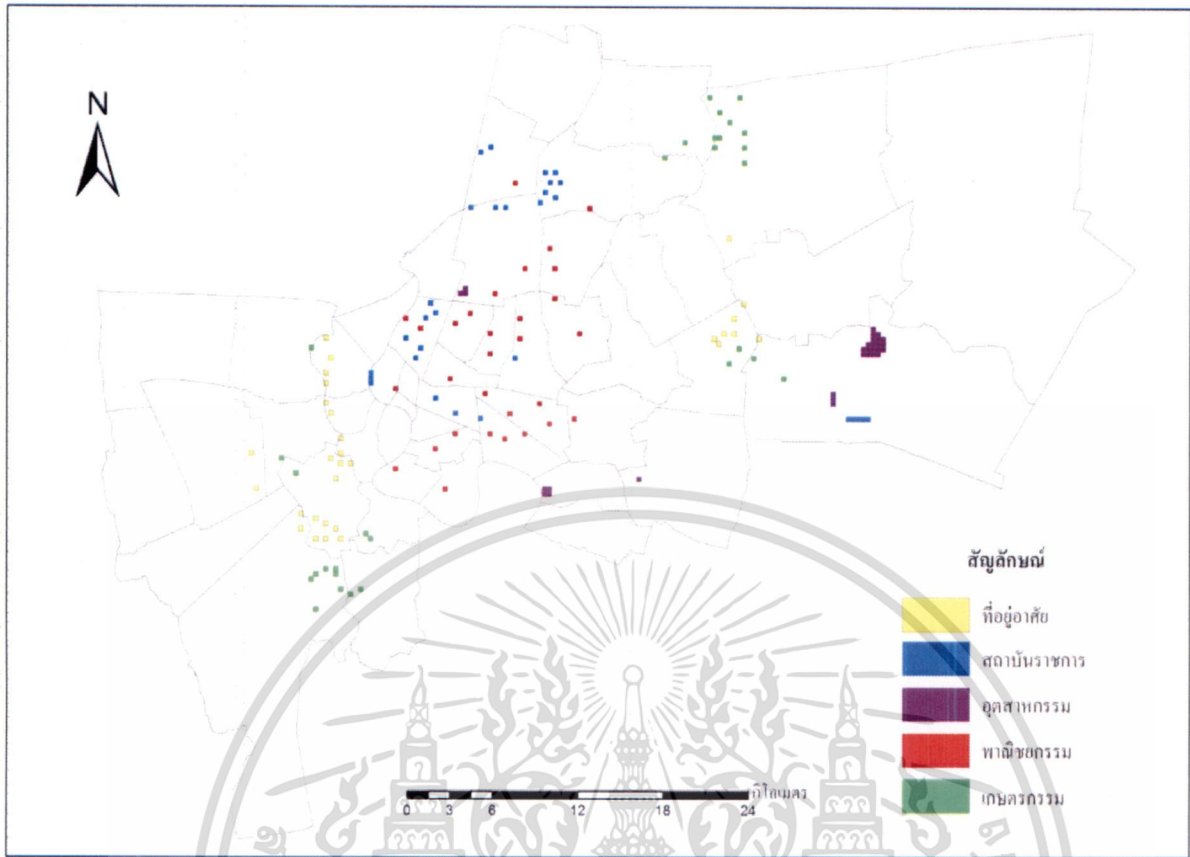 N
สัญลักษณ์
ที่อยู่อาศัย
สถาบันราชการ
อุตสาหกรรม
พาณิชยกรรม
เกษตรกรรม
กิโลเมตร
0 3 6 12 18 24